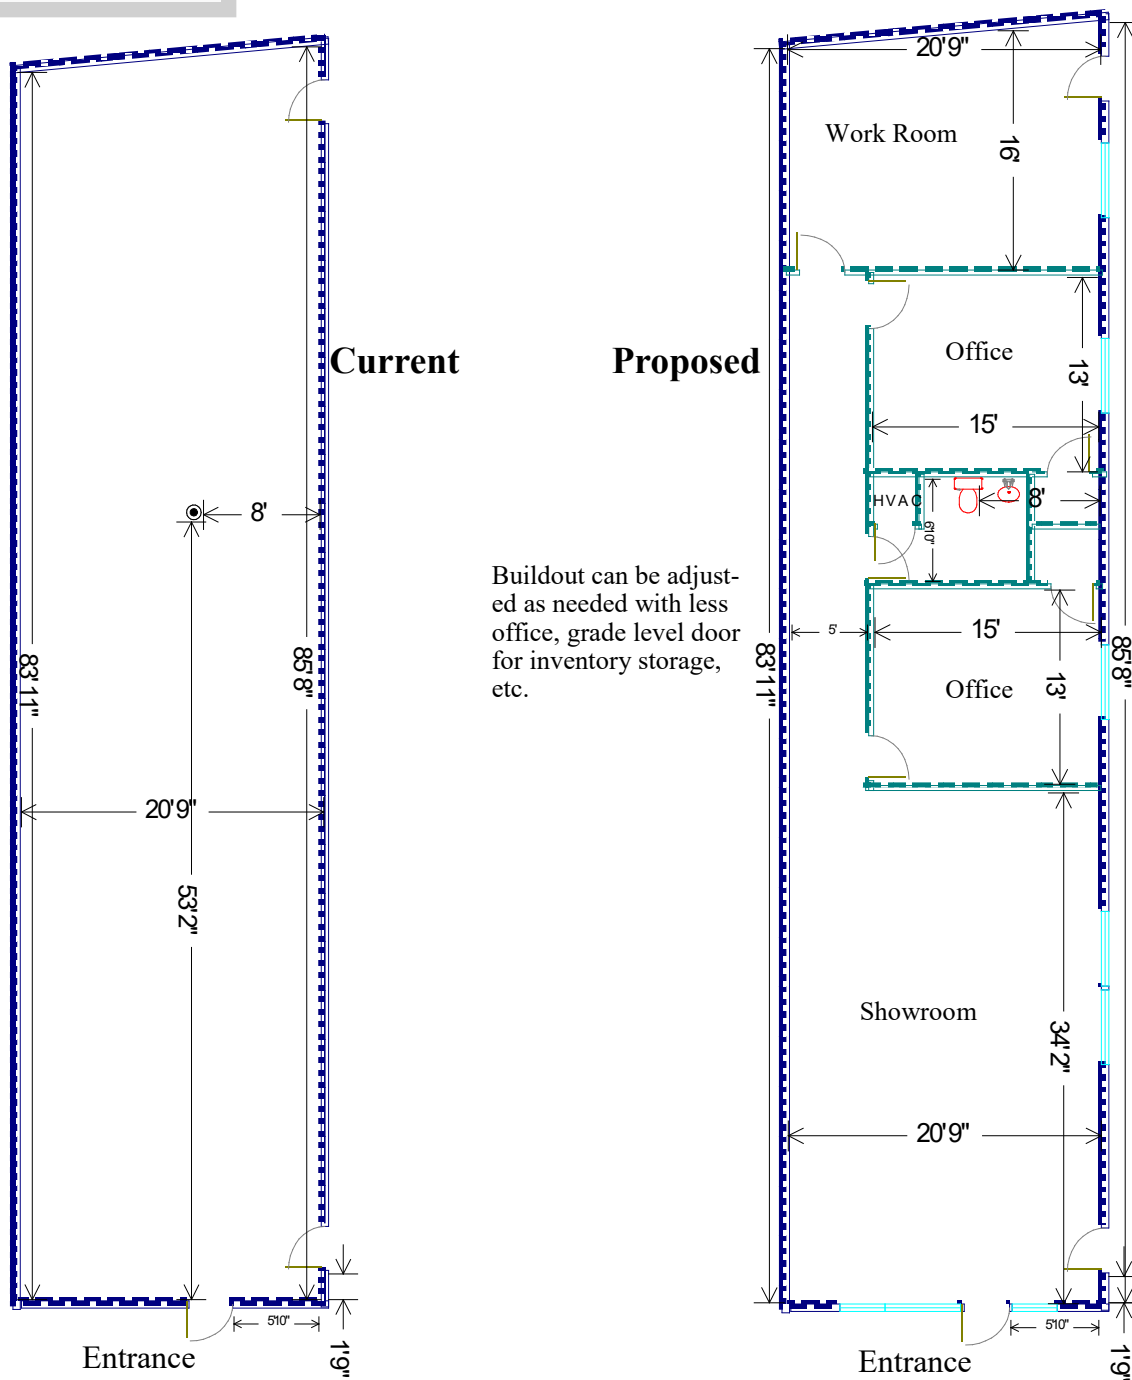 20'9"
Work Room
16'
Current
Proposed
Office
13'
15'
8'
HVAC
8'
6'10"
Buildout can be adjust-
ed as needed with less
office, grade level door
for inventory storage,
etc.
5'
15'
83'11"
85'8"
83'11"
85'8"
Office
13'
20'9"
53'2"
Showroom
34'2"
20'9"
5'10"
5'10"
Entrance
1'9"
Entrance
1'9"